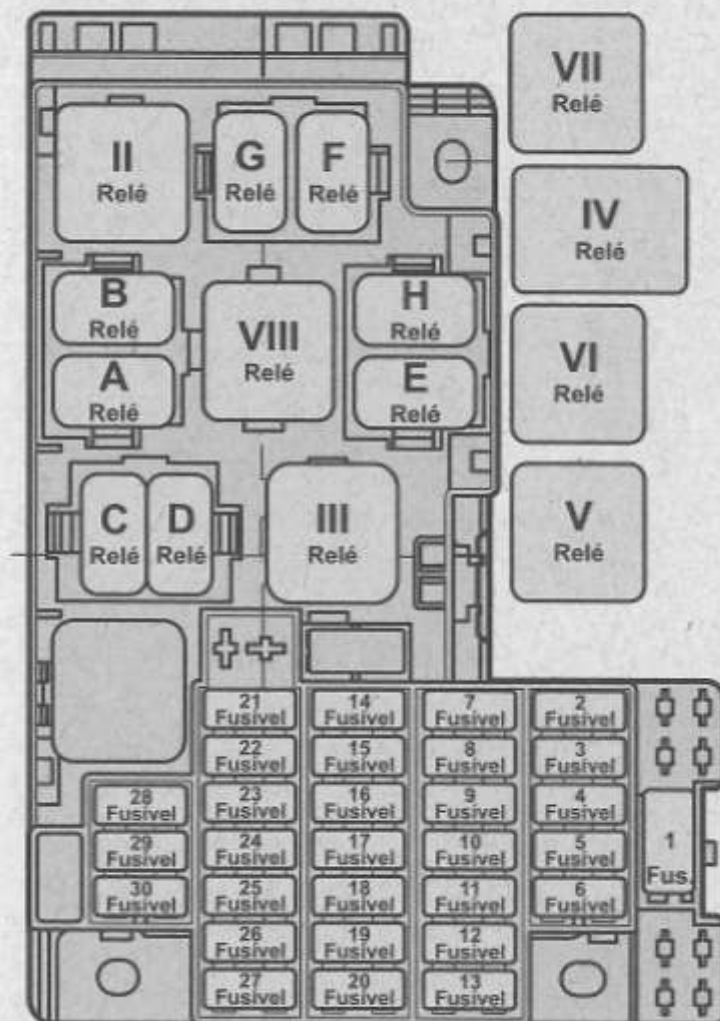 VII
Relé
II
Relé
G
Relé
F
Relé
IV
Relé
B
Relé
VIII
Relé
H
Relé
A
Relé
E
Relé
VI
Relé
C
Relé
D
Relé
III
Relé
V
Relé
21
Fusível
14
Fusível
7
Fusível
2
Fusível
22
Fusível
15
Fusível
8
Fusível
3
Fusível
28
Fusível
23
Fusível
16
Fusível
9
Fusível
4
Fusível
29
Fusível
24
Fusível
17
Fusível
10
Fusível
5
Fusível
1
Fus.
30
Fusível
25
Fusível
18
Fusível
11
Fusível
6
Fusível
26
Fusível
19
Fusível
12
Fusível
27
Fusível
20
Fusível
13
Fusível